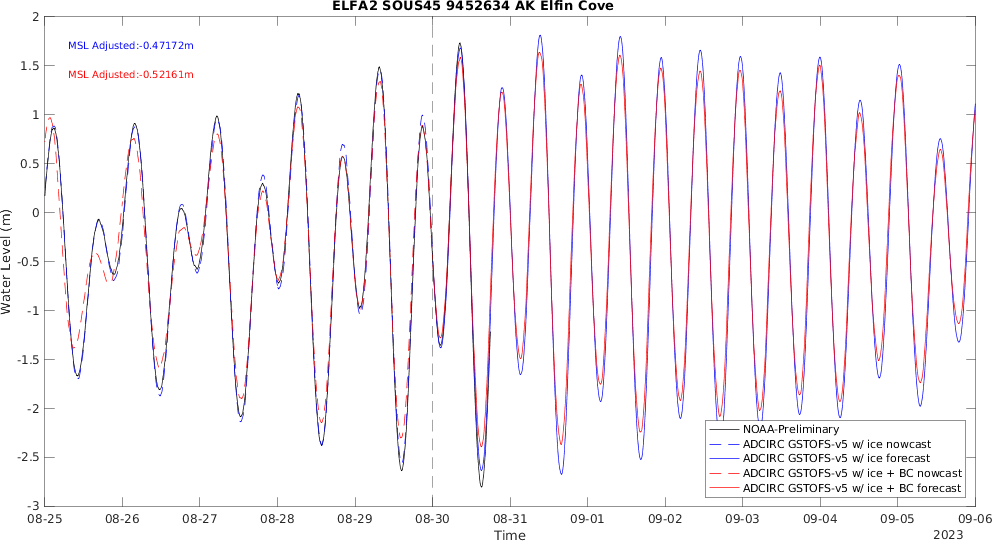 ELFA2 SOUS45 9452634 AK Elfin Cove
MSL Adjusted:-0.47172m
MSL Adjusted:-0.52161m
Water Level (m)
2
1.5
1
0.5
0
-0.5
-1
-1.5
-2
-2.5
-3
NOAA-Preliminary
ADCIRC GSTOFS-v5 w/ ice nowcast
ADCIRC GSTOFS-v5 w/ ice forecast
ADCIRC GSTOFS-v5 w/ ice + BC nowcast
ADCIRC GSTOFS-v5 w/ ice + BC forecast
08-25 08-26 08-27 08-28 08-29 08-30 08-31 09-01 09-02 09-03 09-04 09-05 09-06
Time
2023